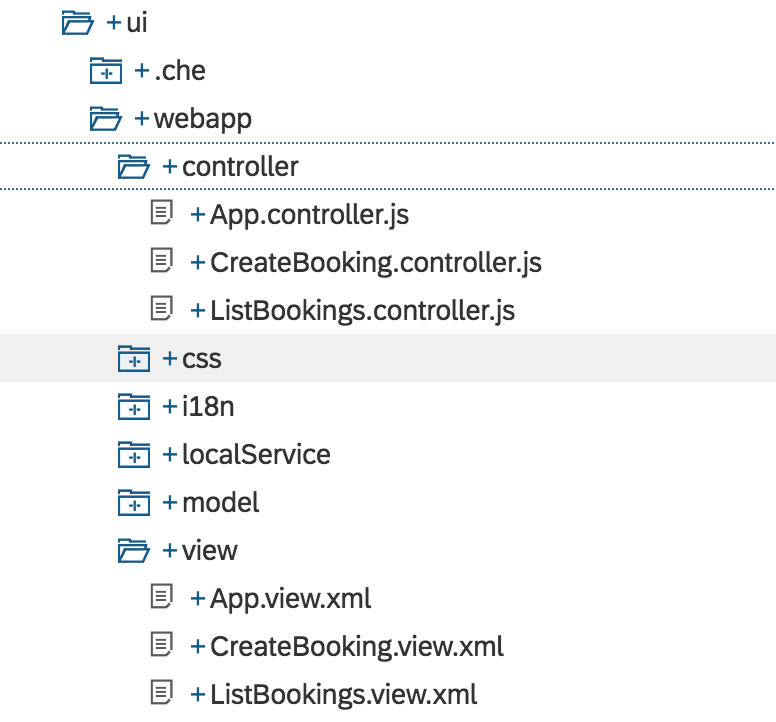 + ui
+ .che
+ webapp
+ controller
+ App.controller.js
+ CreateBooking.controller.js
+ ListBookings.controller.js
+ css
+ i18n
+ localService
+ model
+ view
+ App.view.xml
+ CreateBooking.view.xml
+ ListBookings.view.xml